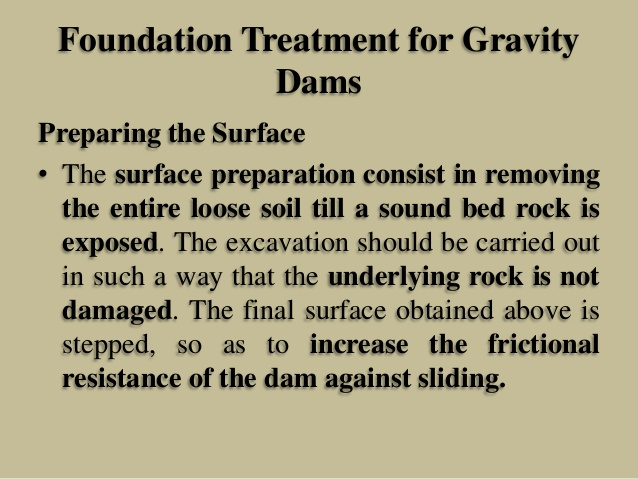 Foundation Treatment for Gravity
Dams
Preparing the Surface
• The surface preparation consist in removing
the entire loose soil till a sound bed rock is
exposed. The excavation should be carried out
in such a way that the underlying rock is not
damaged. The final surface obtained above is
stepped, so as to increase the frictional
resistance of the dam against sliding.